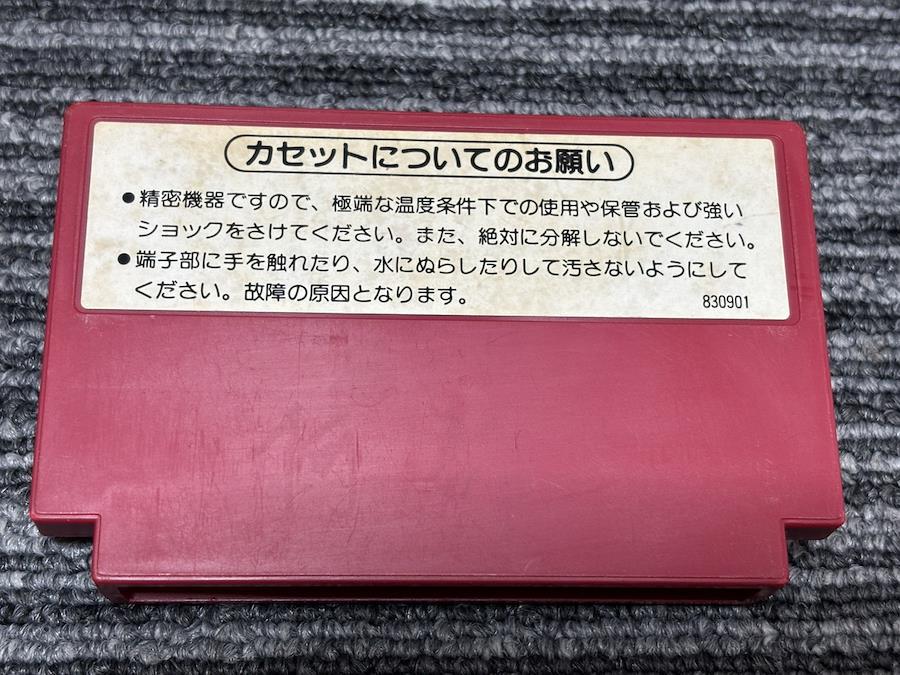 カセットについてのお願い
●精密機器ですので、極端な温度条件下での使用や保管および強い
ショックをさけてください。また、絶対に分解しないでください。
●端子部に手を触れたり、水にぬらしたりして汚さないようにして
ください。故障の原因となります。
830901